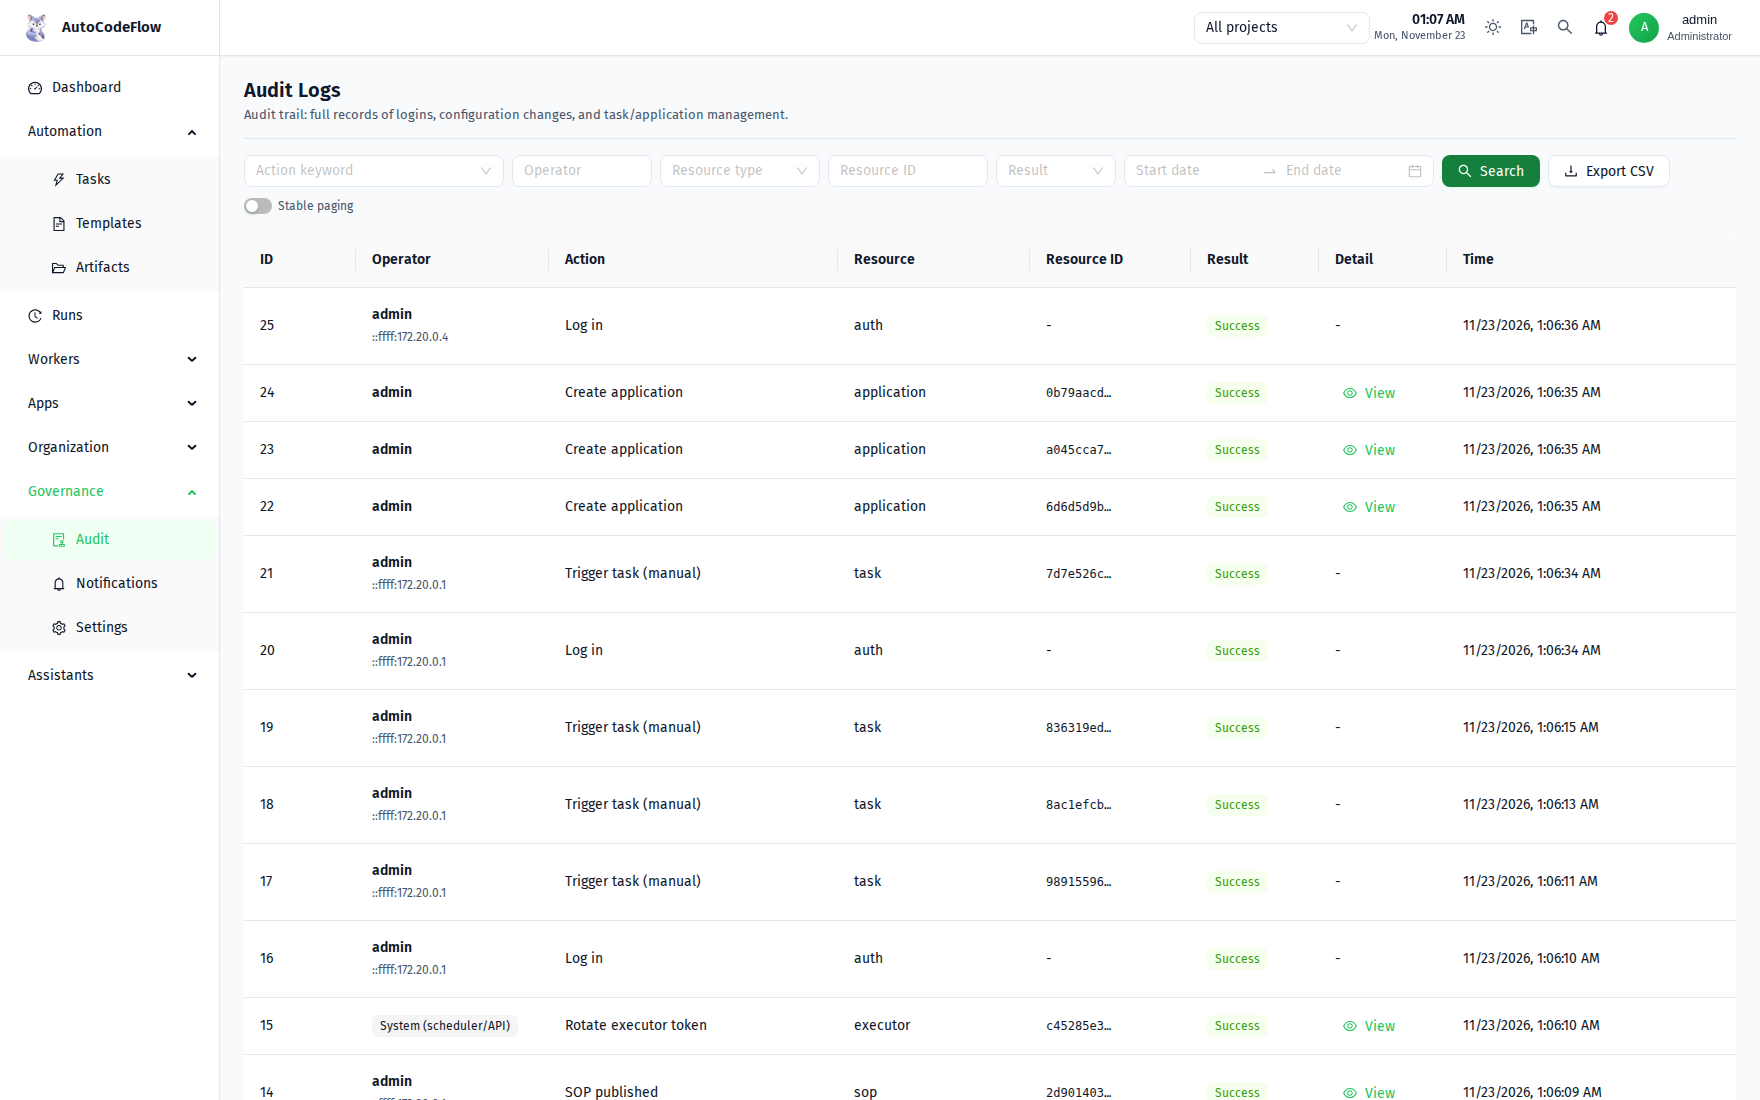 AutoCodeFlow
All projects
01:07 AM
Mon, November 23
2
A
admin
Administrator
Dashboard
Automation
Tasks
Templates
Artifacts
Runs
Workers
Apps
Organization
Governance
Audit
Notifications
Settings
Assistants
Audit Logs
Audit trail: full records of logins, configuration changes, and task/application management.
Action keyword Operator Resource type Resource ID Result Start date End date Search Export CSV
Stable paging
ID Operator Action Resource Resource ID Result Detail Time
25 admin Log in auth - Success - 11/23/2026, 1:06:36 AM
::ffff:172.20.0.4
24 admin Create application application 0b79aacd… Success View 11/23/2026, 1:06:35 AM
23 admin Create application application a045cca7… Success View 11/23/2026, 1:06:35 AM
22 admin Create application application 6d6d5d9b… Success View 11/23/2026, 1:06:35 AM
21 admin Trigger task (manual) task 7d7e526c… Success - 11/23/2026, 1:06:34 AM
::ffff:172.20.0.1
20 admin Log in auth - Success - 11/23/2026, 1:06:34 AM
::ffff:172.20.0.1
19 admin Trigger task (manual) task 836319ed… Success - 11/23/2026, 1:06:15 AM
::ffff:172.20.0.1
18 admin Trigger task (manual) task 8ac1efcb… Success - 11/23/2026, 1:06:13 AM
::ffff:172.20.0.1
17 admin Trigger task (manual) task 98915596… Success - 11/23/2026, 1:06:11 AM
::ffff:172.20.0.1
16 admin Log in auth - Success - 11/23/2026, 1:06:10 AM
::ffff:172.20.0.1
15 System (scheduler/API) Rotate executor token executor c45285e3… Success View 11/23/2026, 1:06:10 AM
14 admin SOP published sop 2d901403… Success View 11/23/2026, 1:06:09 AM